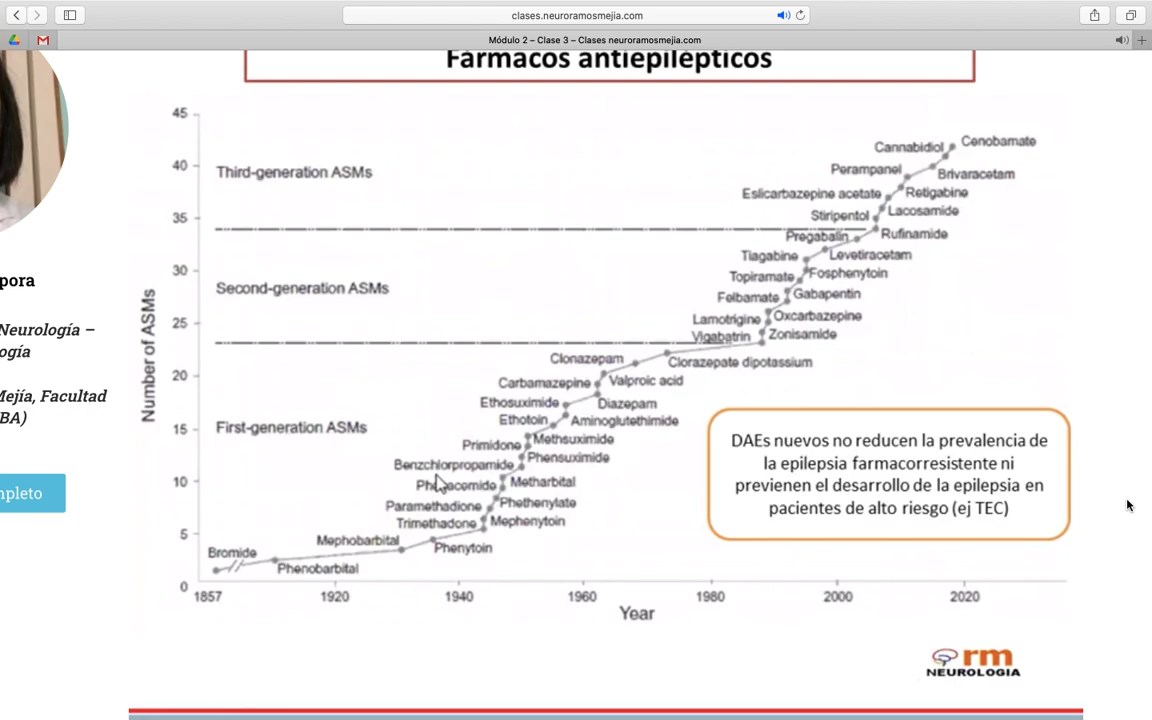 clases.neuroramosmejia.com
Módulo 2 – Clase 3 – Clases neuroramosmejia.com
Fármacos antiepilépticos
pora
Neurología –
logía
Mejía, Facultad
BA)
mpleto
Number of ASMs
45
40
35
30
25
20
15
10
5
0
Third-generation ASMs
Second-generation ASMs
First-generation ASMs
Cenobamate
Cannabidiol
Brivaracetam
Perampanel
Retigabine
Eslicarbazepine acetate
Lacosamide
Stiripentol
Rufinamide
Pregabalin
Levetiracetam
Tiagabine
Fosphenytoin
Topiramate
Gabapentin
Felbamate
Oxcarbazepine
Lamotrigine
Zonisamide
Vigabatrin
Clorazepate dipotassium
Clonazepam
Valproic acid
Carbamazepine
Diazepam
Ethosuximide
Aminoglutethimide
Ethotoin
Methsuximide
Primidone
Phensuximide
Benzchlorpropamide
Metharbital
Phethenylate
Paramethadione
Mephenytoin
Trimethadone
Phenytoin
Mephobarbital
Phenobarbital
Bromide
DAEs nuevos no reducen la prevalencia de
la epilepsia farmacorresistente ni
previenen el desarrollo de la epilepsia en
pacientes de alto riesgo (ej TEC)
1857
1920
1940
1960
1980
2000
2020
Year
rm
NEUROLOGIA